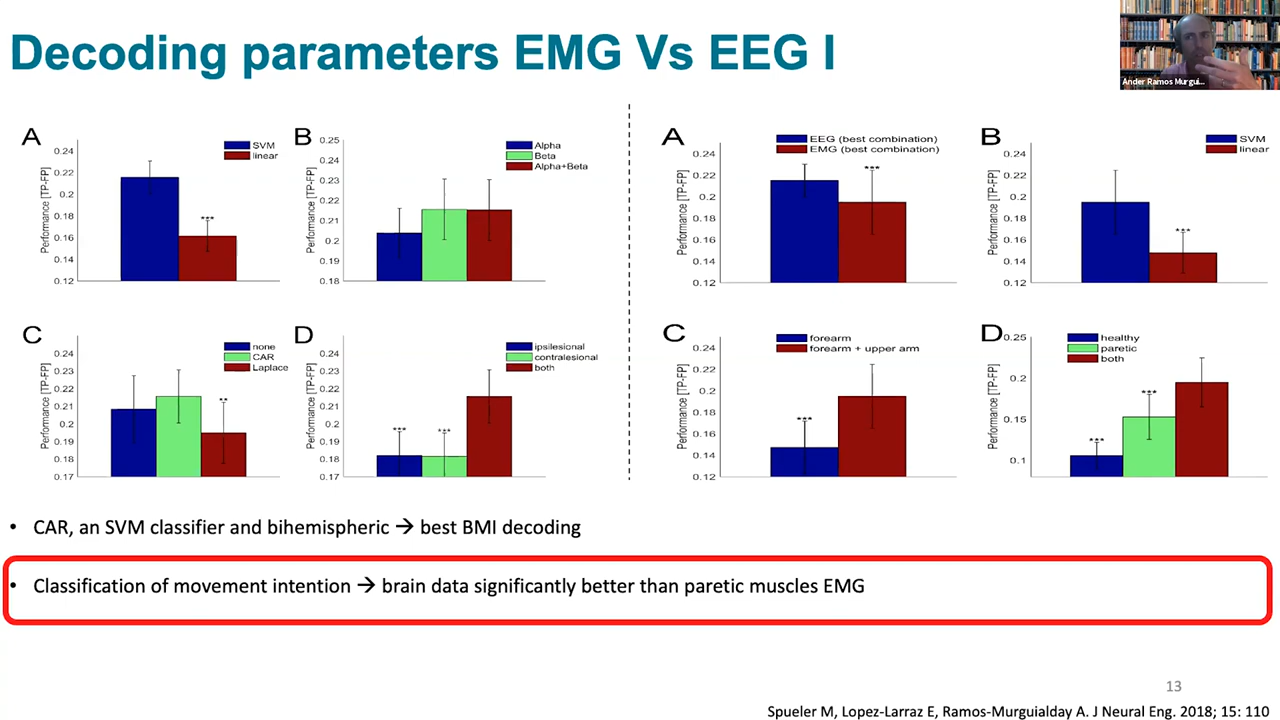 Decoding parameters EMG Vs EEG I
Ander Ramos Murgui...
A
SVM
linear
Performance [TP-FP]
0.24
0.22
0.2
0.18
0.16
0.14
0.12
***
B
Alpha
Beta
Alpha+Beta
Performance [TP-FP]
0.25
0.24
0.23
0.22
0.21
0.2
0.19
0.18
C
none
CAR
Laplace
Performance [TP-FP]
0.24
0.23
0.22
0.21
0.2
0.19
0.18
0.17
**
D
ipsilesional
contralesional
both
Performance [TP-FP]
0.24
0.23
0.22
0.21
0.2
0.19
0.18
0.17
***
***
A
EEG (best combination)
EMG (best combination)
Performance [TP-FP]
0.24
0.22
0.2
0.18
0.16
0.14
0.12
***
B
SVM
linear
Performance [TP-FP]
0.24
0.22
0.2
0.18
0.16
0.14
0.12
***
C
forearm
forearm + upper arm
Performance [TP-FP]
0.24
0.22
0.2
0.18
0.16
0.14
0.12
***
D
healthy
paretic
both
Performance [TP-FP]
0.25
0.2
0.15
0.1
***
***
• CAR, an SVM classifier and bihemispheric → best BMI decoding
• Classification of movement intention → brain data significantly better than paretic muscles EMG
13
Spueler M, Lopez-Larraz E, Ramos-Murguialday A. J Neural Eng. 2018; 15: 110